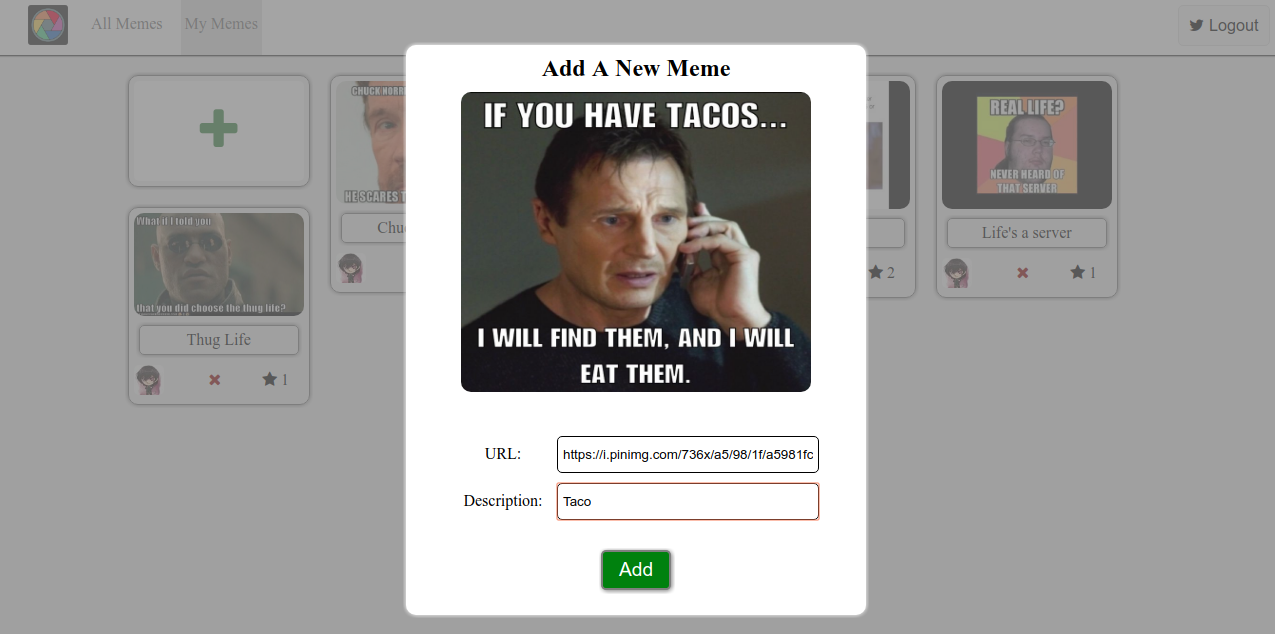 All Memes
My Memes
Logout
Add A New Meme
IF YOU HAVE TACOS...
I WILL FIND THEM, AND I WILL
EAT THEM.
URL:
https://i.pinimg.com/736x/a5/98/1f/a5981fc
Description:
Taco
Add
CHUCK NORR
HE SCARES T
Chu
2
REAL LIFE?
NEVER HEARD OF
THAT SERVER
Life's a server
1
What if I told you
that you did choose the thug life?
Thug Life
1